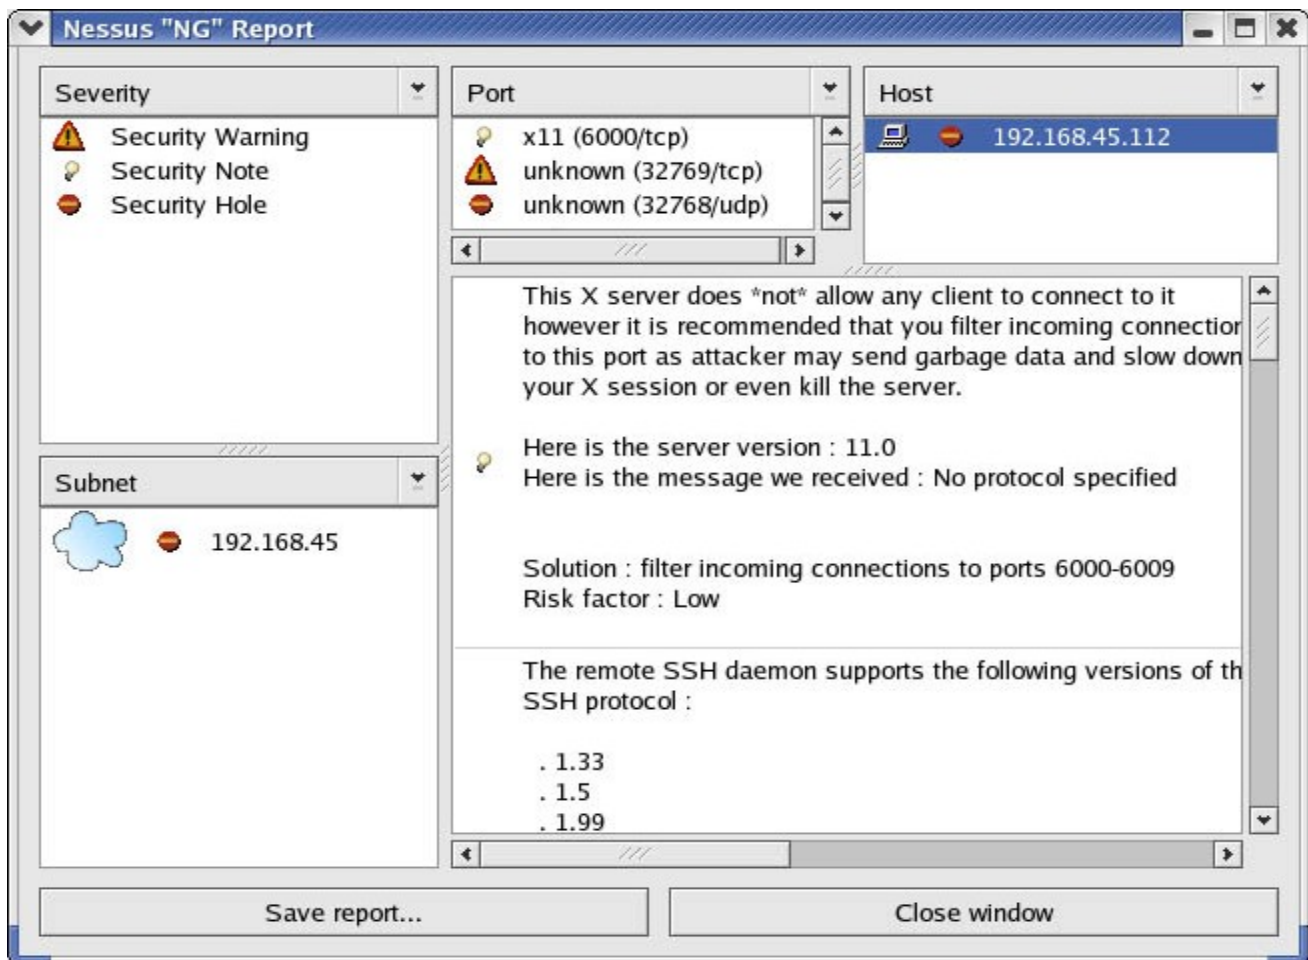 Nessus "NG" Report
Severity
Security Warning
Security Note
Security Hole
Port
x11 (6000/tcp)
unknown (32769/tcp)
unknown (32768/udp)
Host
192.168.45.112
Subnet
192.168.45
This X server does *not* allow any client to connect to it
however it is recommended that you filter incoming connection
to this port as attacker may send garbage data and slow down
your X session or even kill the server.
Here is the server version : 11.0
Here is the message we received : No protocol specified
Solution : filter incoming connections to ports 6000-6009
Risk factor : Low
The remote SSH daemon supports the following versions of th
SSH protocol :
. 1.33
. 1.5
. 1.99
Save report...
Close window